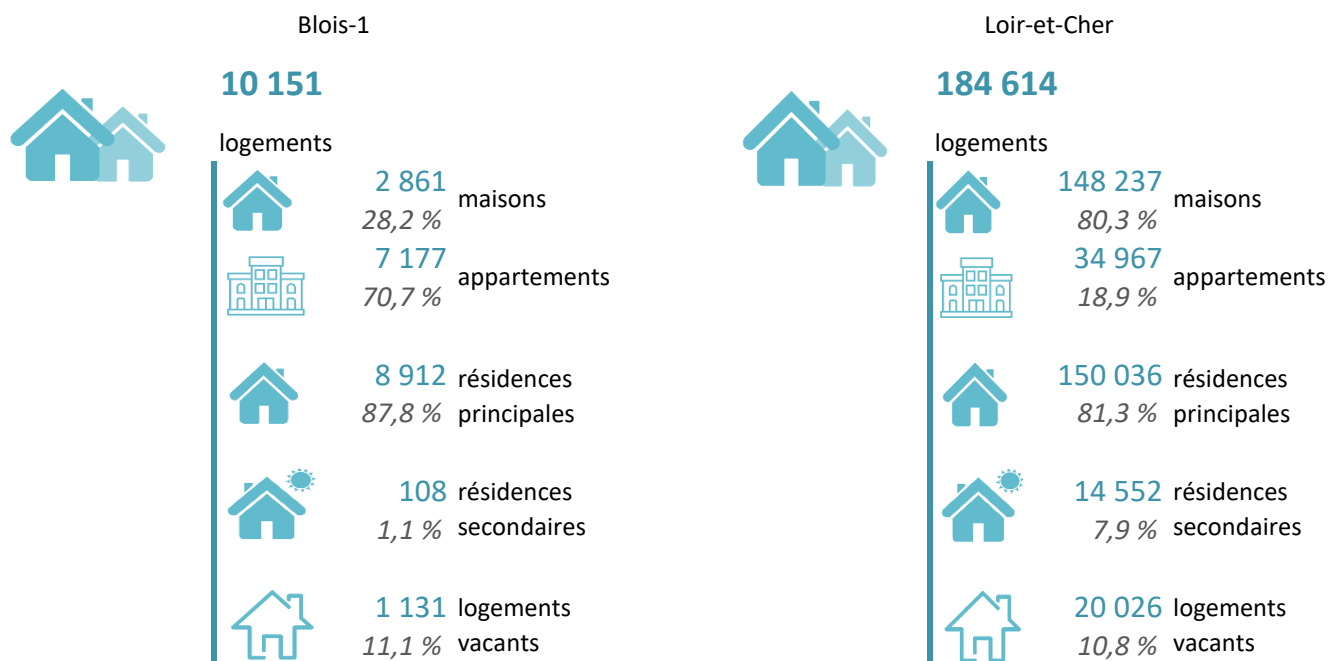 Blois-1
10 151
logements
2 861
maisons
28,2 %
7 177
appartements
70,7 %
8 912 résidences
87,8 % principales
108 résidences
1,1 % secondaires
1 131 logements
11,1 % vacants
Loir-et-Cher
184 614
logements
148 237
maisons
80,3 %
34 967
appartements
18,9 %
150 036 résidences
81,3 % principales
14 552 résidences
7,9 % secondaires
20 026 logements
10,8 % vacants